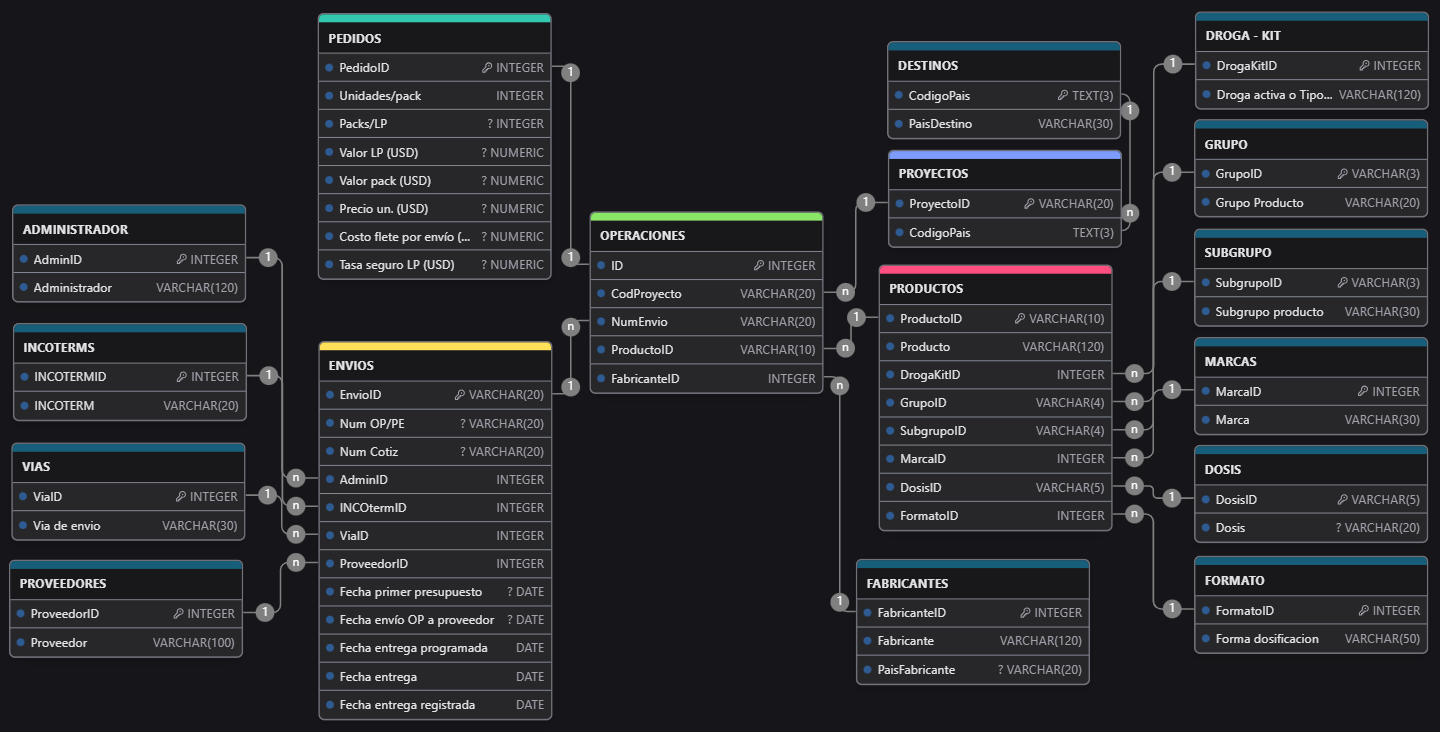 PEDIDOS
PedidoID INTEGER
Unidades/pack INTEGER
Packs/LP ? INTEGER
Valor LP (USD) ? NUMERIC
Valor pack (USD) ? NUMERIC
Precio un. (USD) ? NUMERIC
Costo flete por envío (... ? NUMERIC
Tasa seguro LP (USD) ? NUMERIC
ADMINISTRADOR
AdminID INTEGER
Administrador VARCHAR(120)
INCOTERMS
INCOTERMID INTEGER
INCOTERM VARCHAR(20)
VIAS
ViaID INTEGER
Via de envio VARCHAR(30)
PROVEEDORES
ProveedorID INTEGER
Proveedor VARCHAR(100)
ENVIOS
EnvioID VARCHAR(20)
Num OP/PE ? VARCHAR(20)
Num Cotiz ? VARCHAR(20)
AdminID INTEGER
INCOtermID INTEGER
ViaID INTEGER
ProveedorID INTEGER
Fecha primer presupuesto ? DATE
Fecha envío OP a proveedor ? DATE
Fecha entrega programada DATE
Fecha entrega DATE
Fecha entrega registrada DATE
OPERACIONES
ID INTEGER
CodProyecto VARCHAR(20)
NumEnvio VARCHAR(20)
ProductoID VARCHAR(10)
FabricanteID INTEGER
DESTINOS
CodigoPais TEXT(3)
PaisDestino VARCHAR(30)
PROYECTOS
ProyectoID VARCHAR(20)
CodigoPais TEXT(3)
PRODUCTOS
ProductoID VARCHAR(10)
Producto VARCHAR(120)
DrogaKitID INTEGER
GrupoID VARCHAR(4)
SubgrupoID VARCHAR(4)
MarcaID INTEGER
DosisID VARCHAR(5)
FormatoID INTEGER
FABRICANTES
FabricanteID INTEGER
Fabricante VARCHAR(120)
PaisFabricante ? VARCHAR(20)
DROGA - KIT
DrogaKitID INTEGER
Droga activa o Tipo... VARCHAR(120)
GRUPO
GrupoID VARCHAR(3)
Grupo Producto VARCHAR(20)
SUBGRUPO
SubgrupoID VARCHAR(3)
Subgrupo producto VARCHAR(30)
MARCAS
MarcaID INTEGER
Marca VARCHAR(30)
DOSIS
DosisID VARCHAR(5)
Dosis ? VARCHAR(20)
FORMATO
FormatoID INTEGER
Forma dosificacion VARCHAR(50)
1
1
1
n
1
n
1
n
1
n
1
n
n
1
1
n
1
n
1
n
n
1
1
n
1
n
1
n
1
n
1
n
1
n